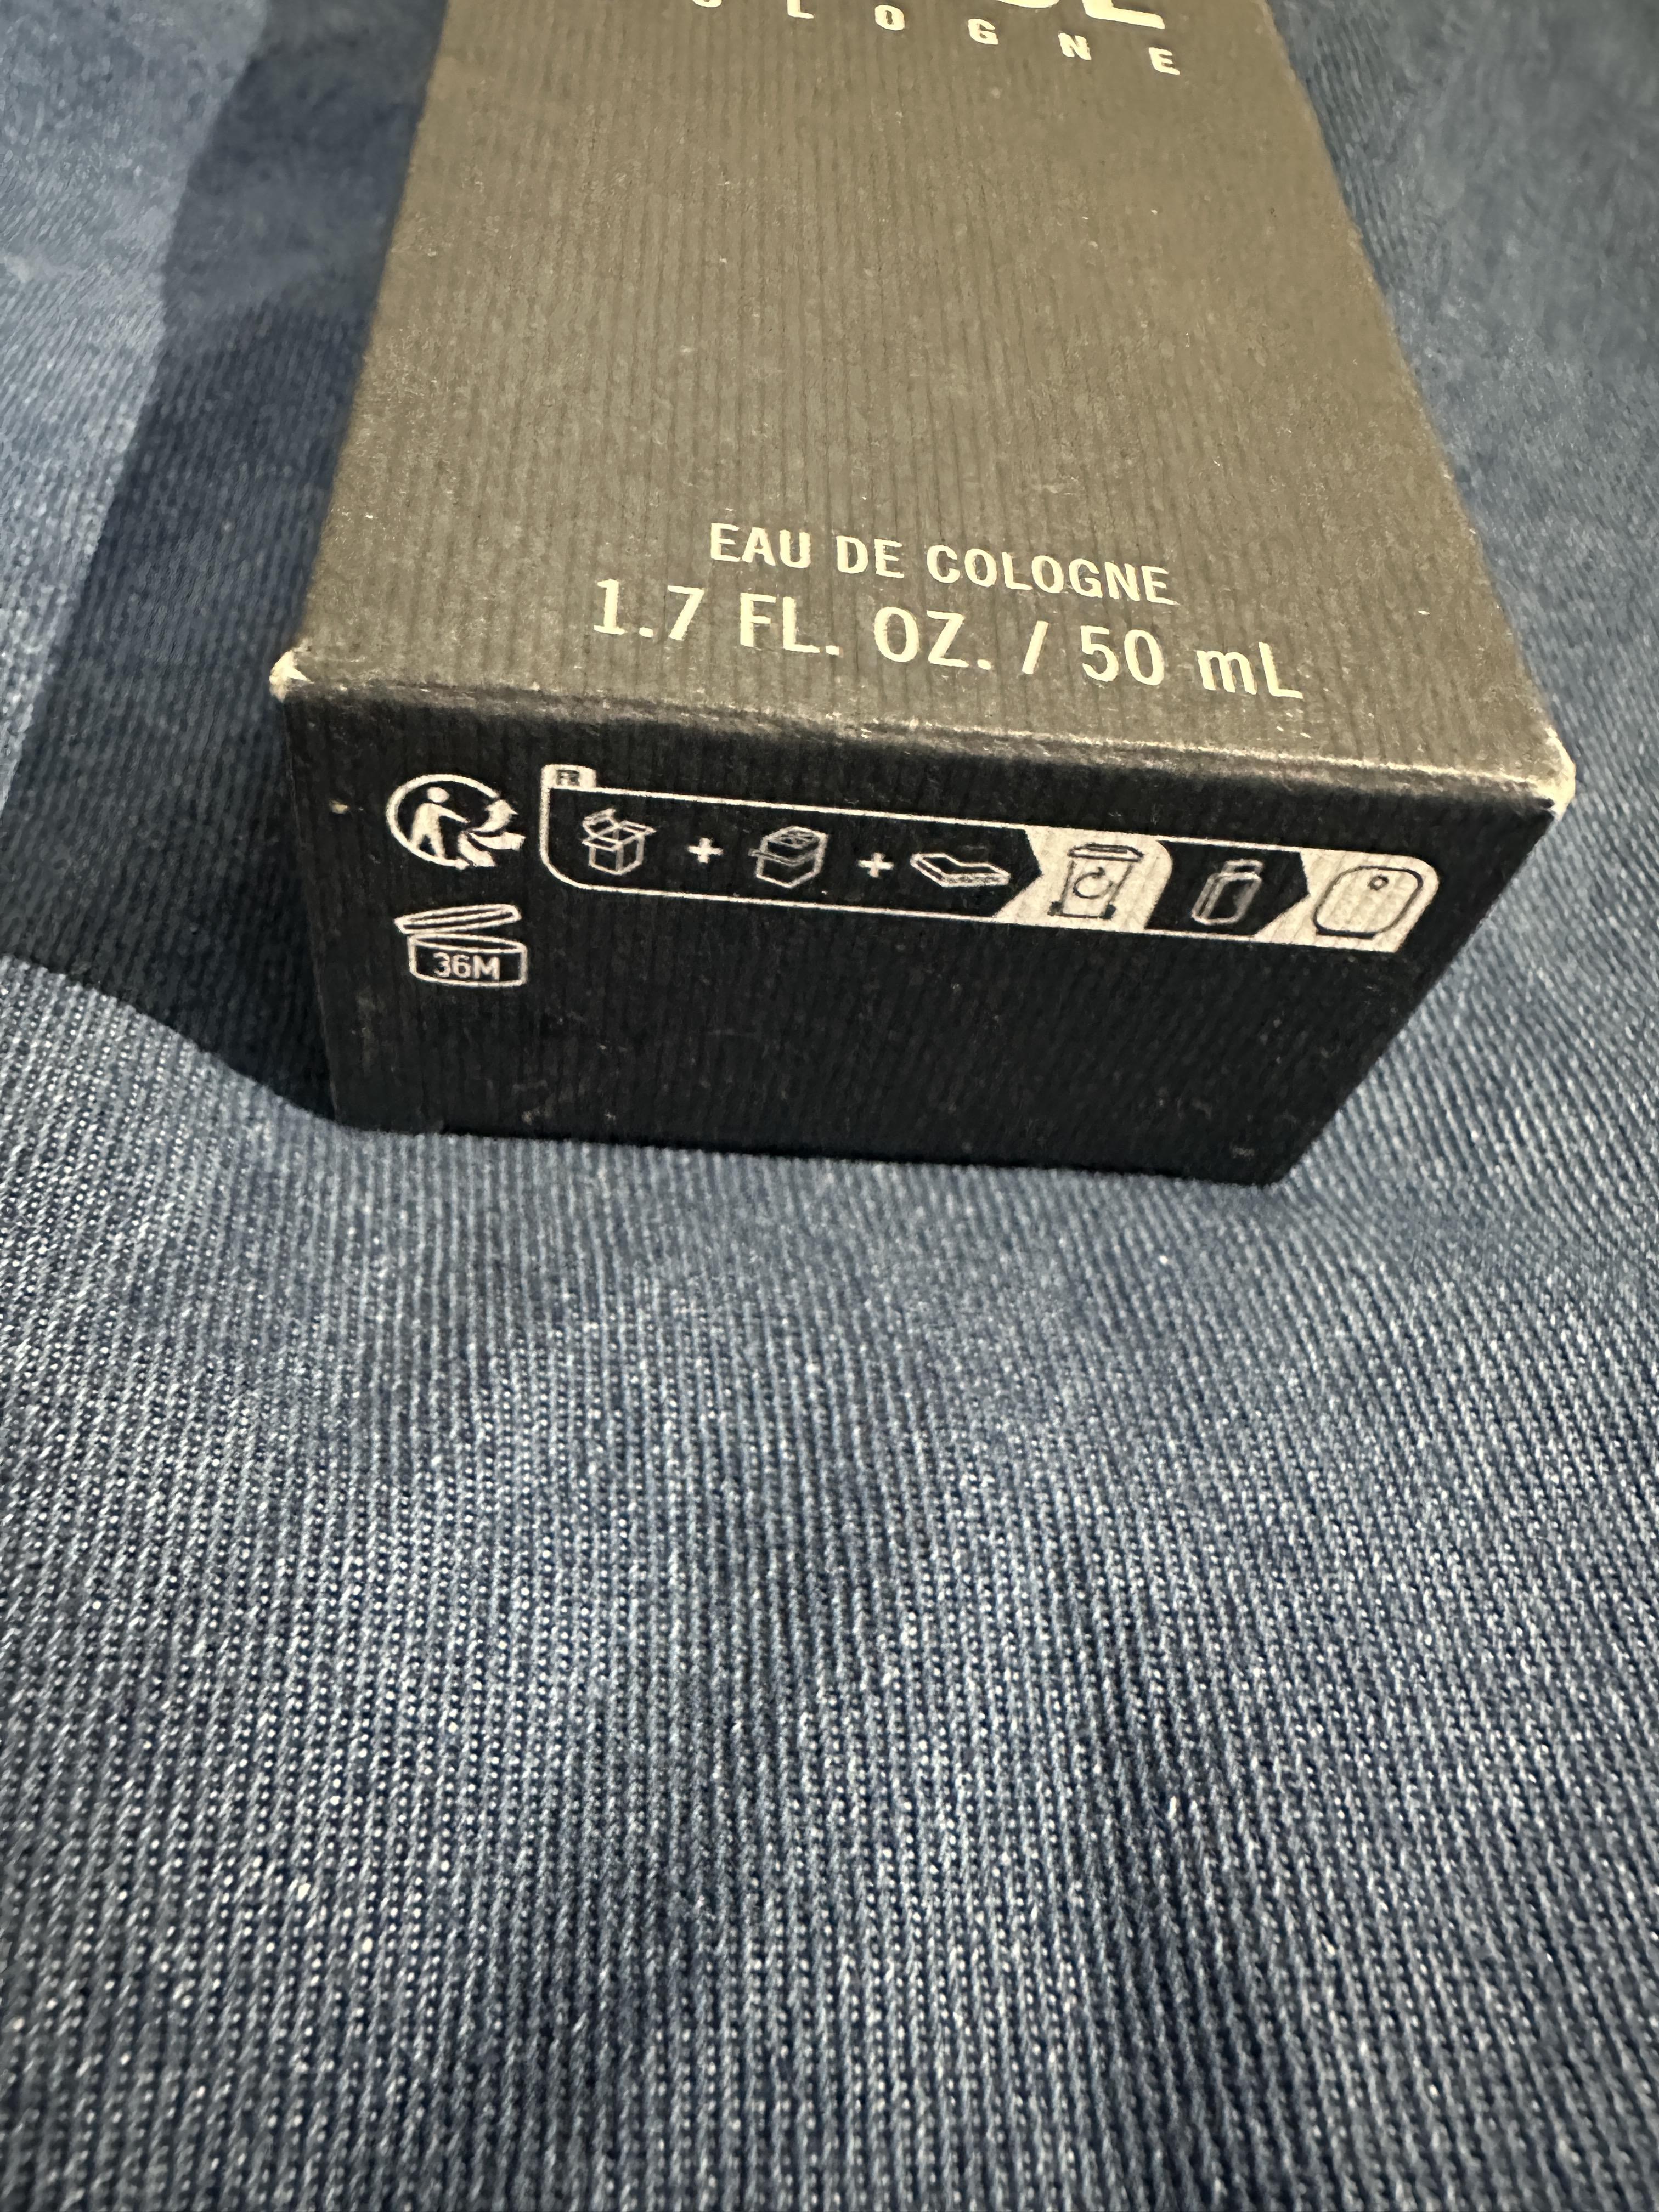 EAU DE COLOGNE
1.7 FL. OZ. / 50 mL
FR
36M